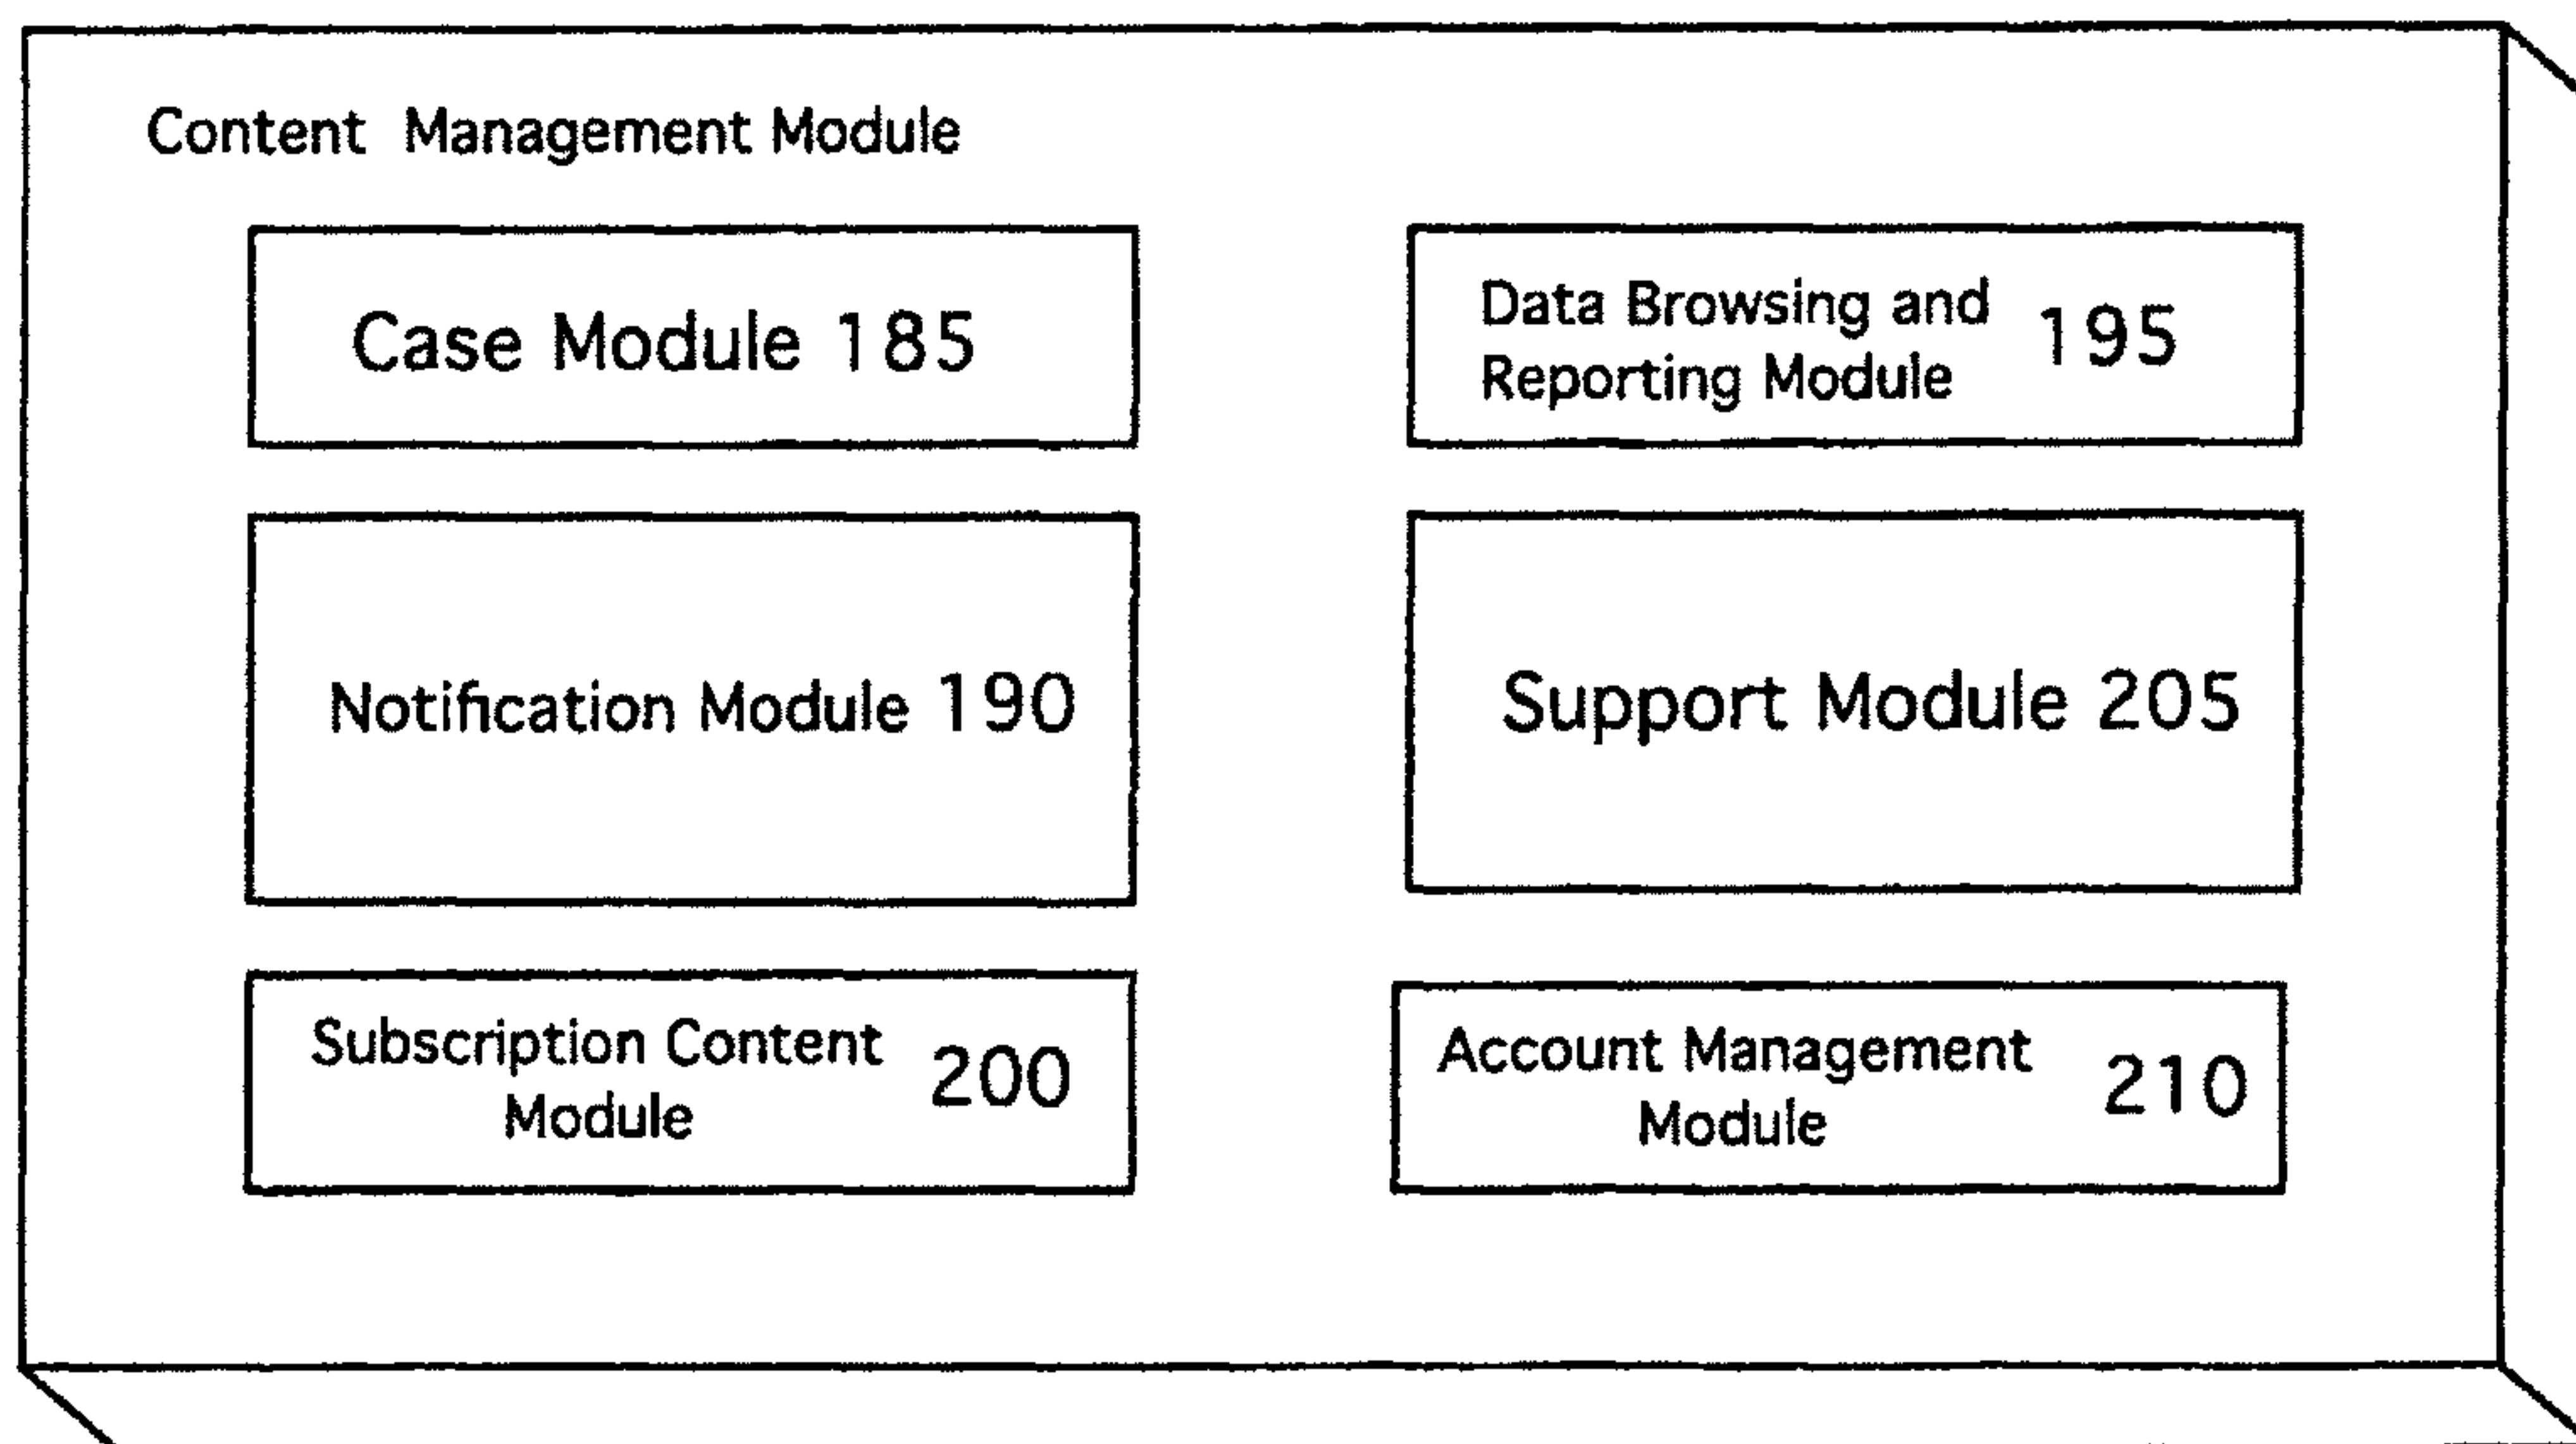 Content Management Module
Case Module 185
Data Browsing and
Reporting Module 195
Notification Module 190
Support Module 205
Subscription Content
Module 200
Account Management
Module 210